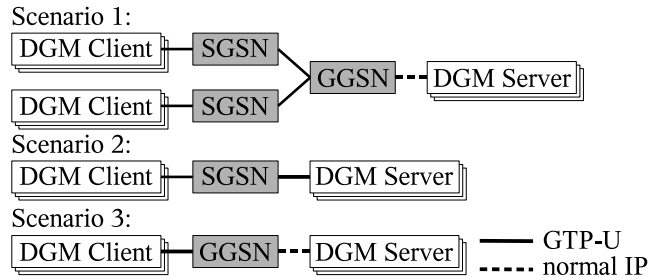 Scenario 1:
DGM Client SGSN
GGSN DGM Server
DGM Client SGSN
Scenario 2:
DGM Client SGSN DGM Server
Scenario 3:
DGM Client GGSN DGM Server
GTP-U
normal IP